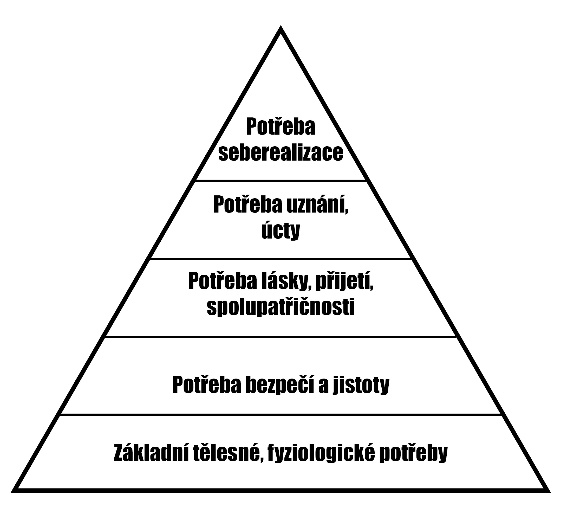 Potřeba
seberealizace
Potřeba uznání,
úcty
Potřeba lásky, přijetí,
spolupatřičnosti
Potřeba bezpečí a jistoty
Základní tělesné, fyziologické potřeby